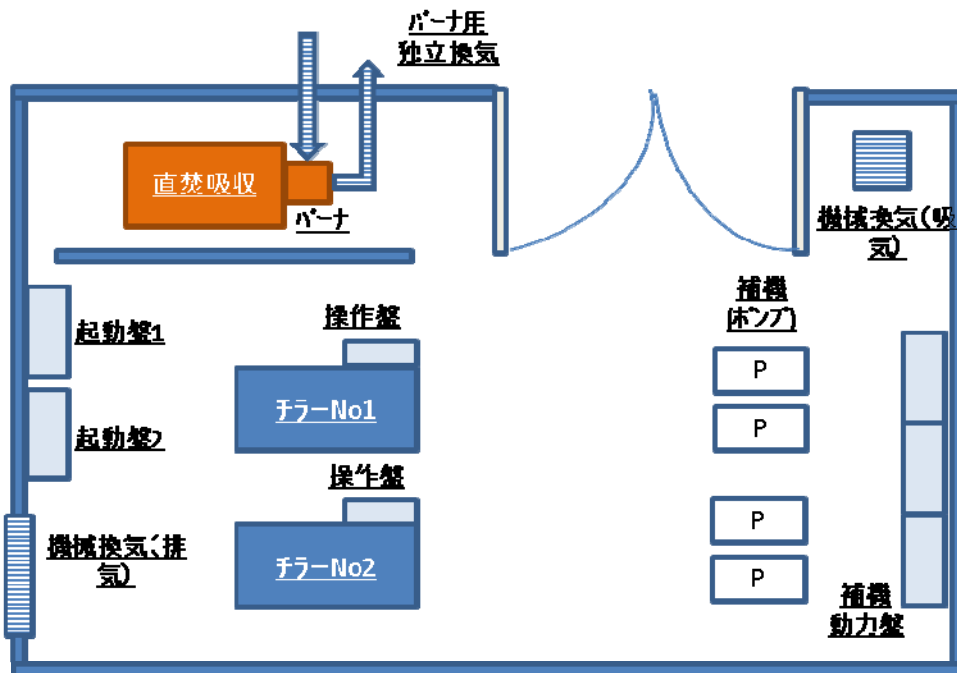 バーナ用
独立換気
直焚吸収
バーナ
機械換気(吸
気)
起動盤1
操作盤
補機
(ポンプ)
P
チラーNo1
P
起動盤2
操作盤
P
機械換気(排
気)
チラーNo2
P
補機
動力盤